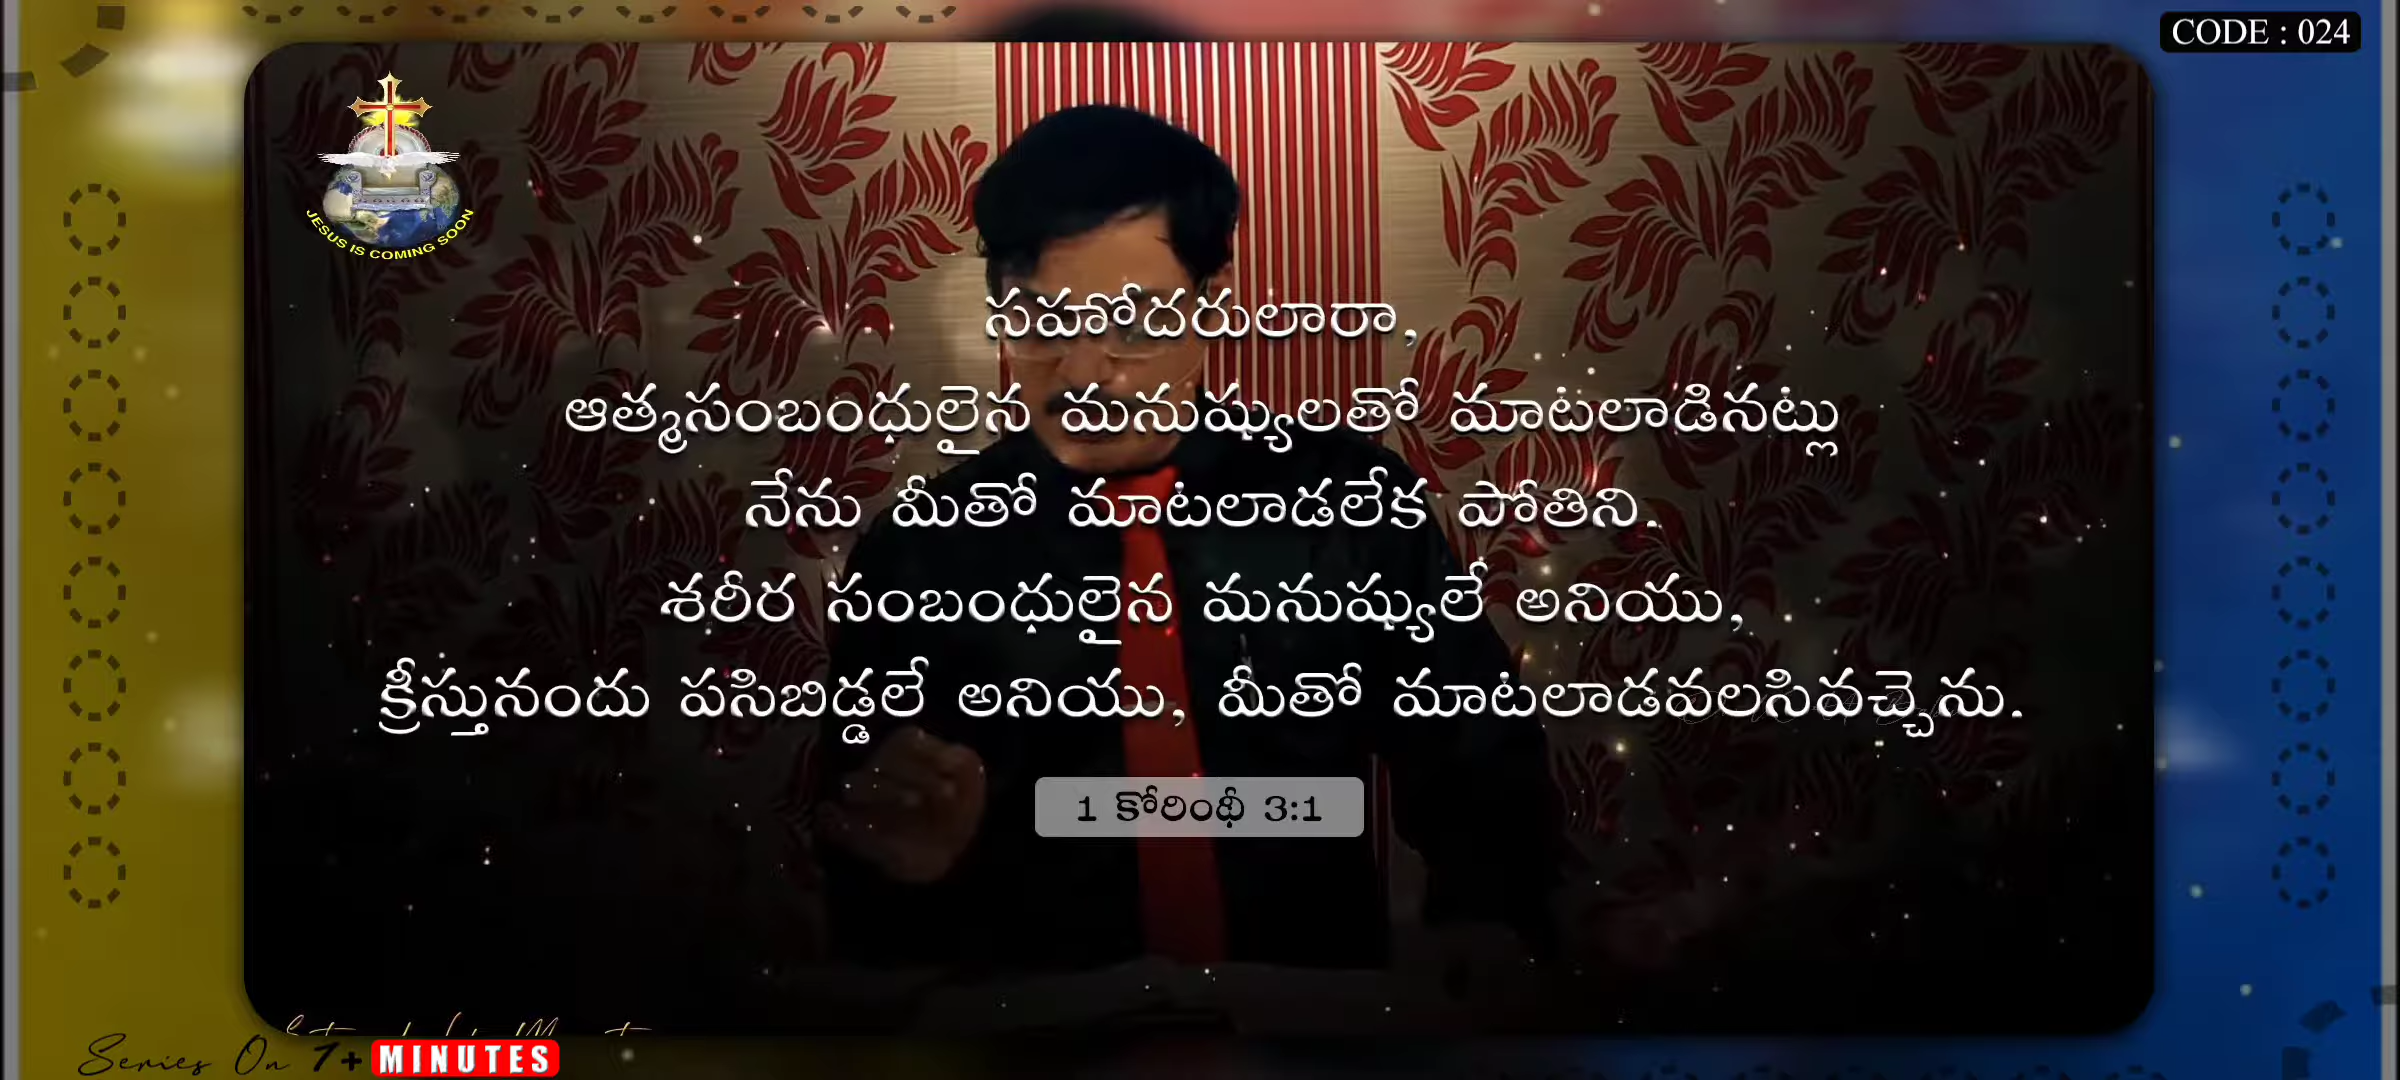 CODE : 024
JESUS IS COMING SOON
సహోదరులారా,
ఆత్మసంబంధులైన మనుష్యులతో మాటలాడినట్లు
నేను మీతో మాటలాడలేక పోతిని.
శరీర సంబంధులైన మనుష్యులే అనియు,
క్రీస్తునందు పసిబిడ్డలే అనియు, మీతో మాటలాడవలసివచ్చెను.
1 కోరింథీ 3:1
Series On 7+ MINUTES